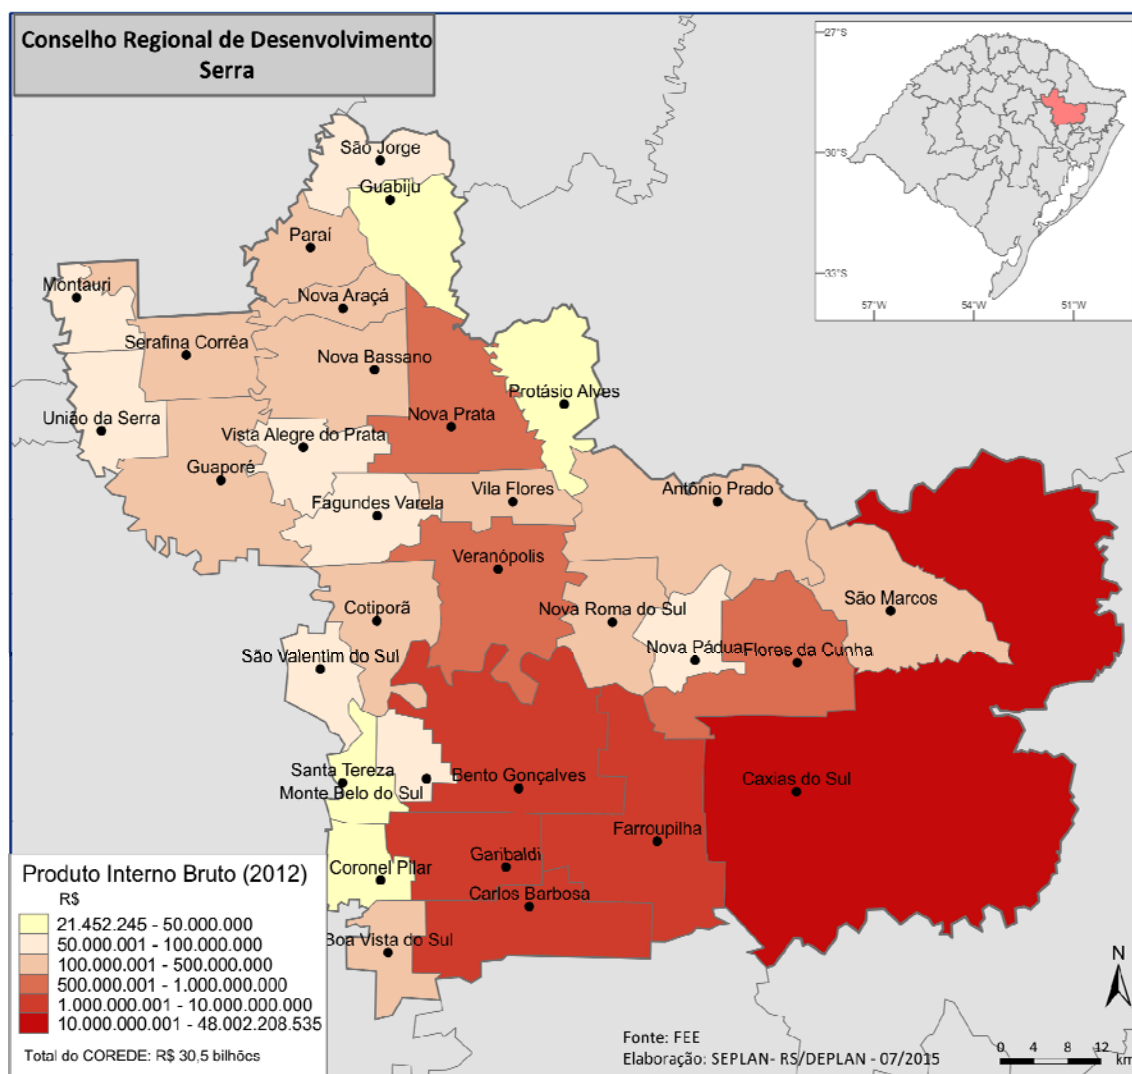 Conselho Regional de Desenvolvimento
Serra
27°S
30°S
33°S
57°W
54°W
51°W
São Jorge
Guabiju
Paraí
Montauri
Nova Araçá
Serafina Corrêa
Nova Bassano
Protásio Alves
União da Serra
Nova Prata
Vista Alegre do Prata
Guaporé
Vila Flores
Antônio Prado
Fagundes Varela
Veranópolis
Cotiporã
Nova Roma do Sul
São Marcos
São Valentim do Sul
Nova Pádua
Flores da Cunha
Santa Tereza
Monte Belo do Sul
Bento Gonçalves
Caxias do Sul
Farroupilha
Garibaldi
Coronel Pilar
Carlos Barbosa
Boa Vista do Sul
Produto Interno Bruto (2012)
R$
21.452.245 - 50.000.000
50.000.001 - 100.000.000
100.000.001 - 500.000.000
500.000.001 - 1.000.000.000
1.000.000.001 - 10.000.000.000
10.000.000.001 - 48.002.208.535
Total do COREDE: R$ 30,5 bilhões
Fonte: FEE
Elaboração: SEPLAN- RS/DEPLAN - 07/2015
N
0 4 8 12
km